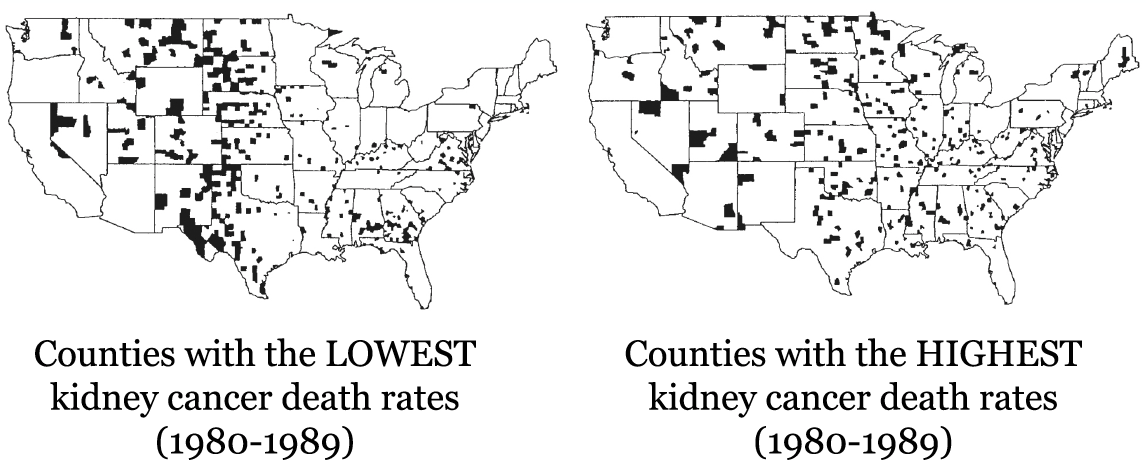 Counties with the LOWEST
kidney cancer death rates
(1980-1989)
Counties with the HIGHEST
kidney cancer death rates
(1980-1989)